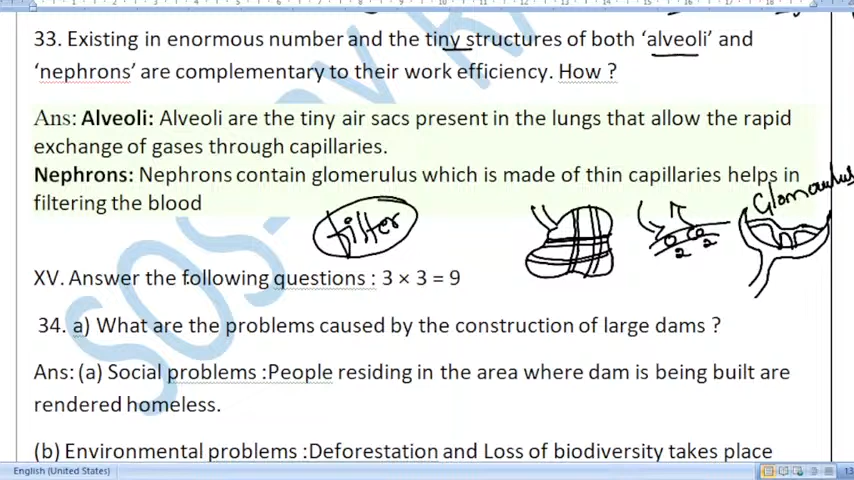 33. Existing in enormous number and the tiny structures of both ‘alveoli’ and
‘nephrons’ are complementary to their work efficiency. How ?
Ans: Alveoli: Alveoli are the tiny air sacs present in the lungs that allow the rapid
exchange of gases through capillaries.
Nephrons: Nephrons contain glomerulus which is made of thin capillaries helps in
filtering the blood
Glomerulus
filter
XV. Answer the following questions : 3 × 3 = 9
34. a) What are the problems caused by the construction of large dams ?
Ans: (a) Social problems :People residing in the area where dam is being built are
rendered homeless.
(b) Environmental problems :Deforestation and Loss of biodiversity takes place
English (United States)